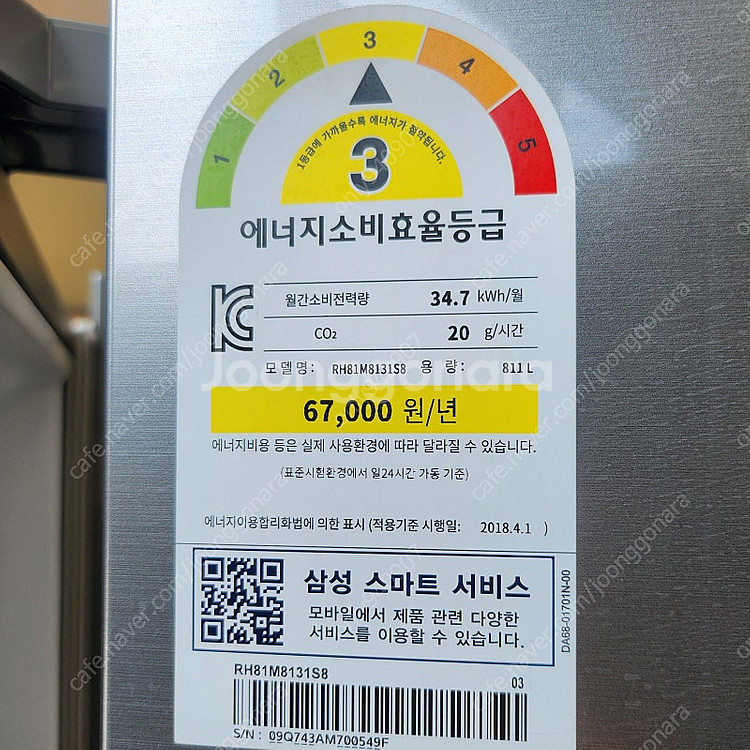 1 2 3 4 5
1등급에 가까울수록 에너지가 절약됩니다.
3
에너지소비효율등급
월간소비전력량 34.7 kWh/월
CO₂ 20 g/시간
모델명: RH81M8131S8 용량: 811 L
Joonggonara
67,000 원/년
에너지비용 등은 실제 사용환경에 따라 달라질 수 있습니다.
(표준시험환경에서 일24시간 가동 기준)
에너지이용합리화법에 의한 표시 (적용기준 시행일: 2018.4.1 )
삼성 스마트 서비스
모바일에서 제품 관련 다양한
서비스를 이용할 수 있습니다.
DA68-01701N-00
RH81M8131S8 03
S/N : 09Q743AM700549F